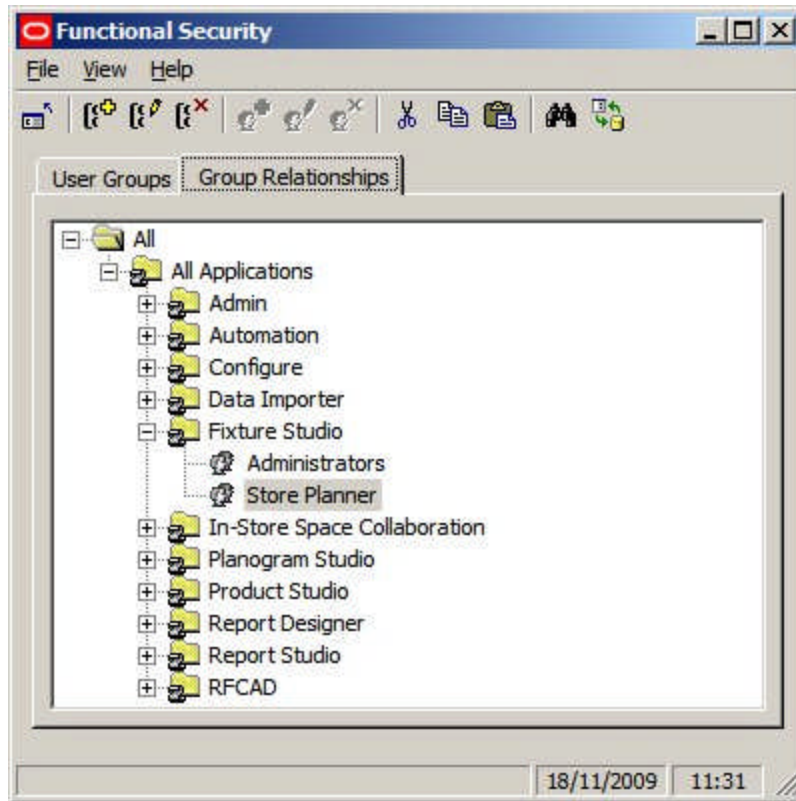 Functional Security
File View Help
User Groups Group Relationships
All
All Applications
Admin
Automation
Configure
Data Importer
Fixture Studio
Administrators
Store Planner
In-Store Space Collaboration
Planogram Studio
Product Studio
Report Designer
Report Studio
RFCAD
18/11/2009 11:31